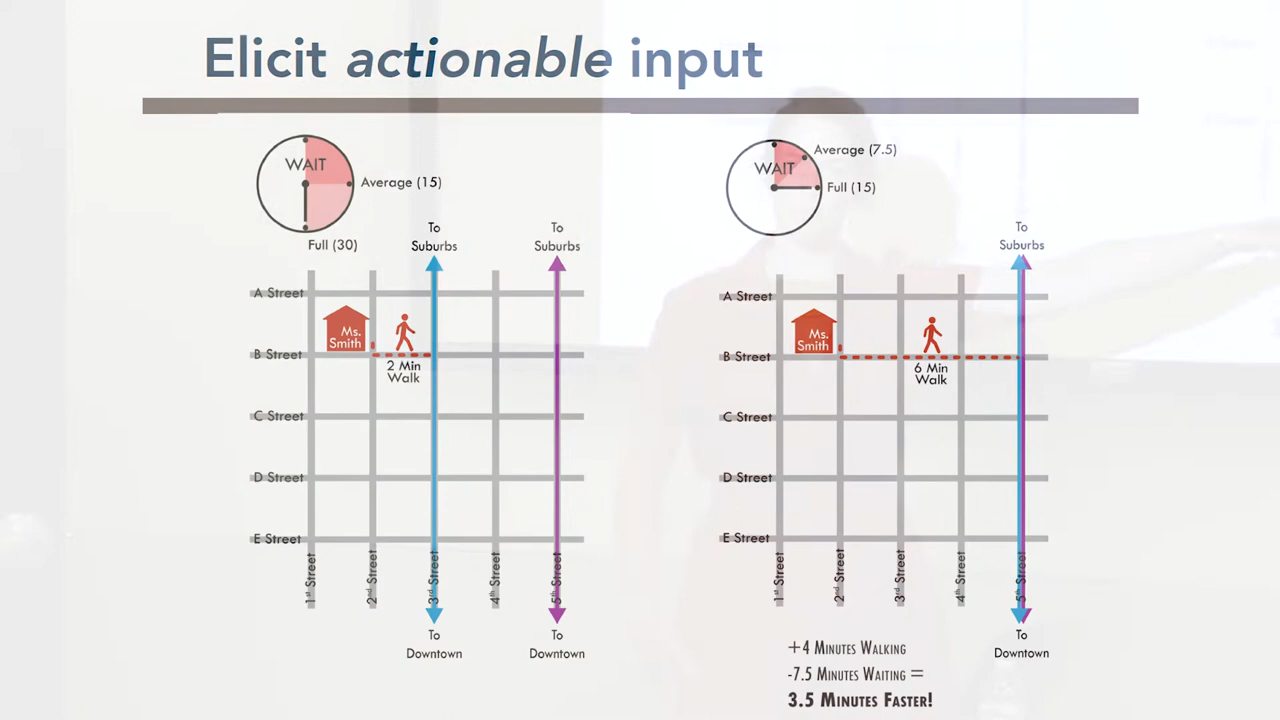 Elicit actionable input
WAIT
Average (15)
Full (30)
To
Suburbs
To
Suburbs
A Street
B Street
C Street
D Street
E Street
Ms.
Smith
2 Min
Walk
1st Street
2nd Street
3rd Street
4th Street
5th Street
To
Downtown
To
Downtown
WAIT
Average (7.5)
Full (15)
To
Suburbs
A Street
B Street
C Street
D Street
E Street
Ms.
Smith
6 Min
Walk
1st Street
2nd Street
3rd Street
4th Street
5th Street
To
Downtown
+4 Minutes Walking
-7.5 Minutes Waiting =
3.5 Minutes Faster!